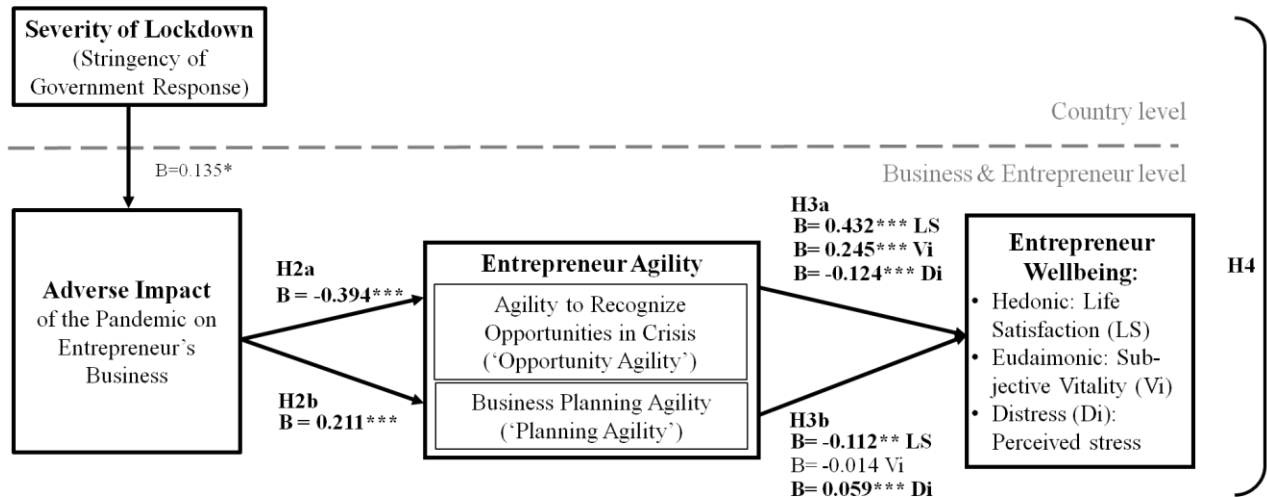 Severity of Lockdown
(Stringency of
Government Response)
H4
Country level
B=0.135*
Business & Entrepreneur level
Adverse Impact
of the Pandemic on
Entrepreneur's
Business
H2a
B = -0.394***
H2b
B = 0.211***
Entrepreneur Agility
Agility to Recognize
Opportunities in Crisis
('Opportunity Agility')
Business Planning Agility
('Planning Agility')
H3a
B= 0.432*** LS
B= 0.245*** Vi
B= -0.124*** Di
H3b
B= -0.112** LS
B= -0.014 Vi
B= 0.059*** Di
Entrepreneur
Wellbeing:
• Hedonic: Life
Satisfaction (LS)
• Eudaimonic: Sub-
jective Vitality (Vi)
• Distress (Di):
Perceived stress